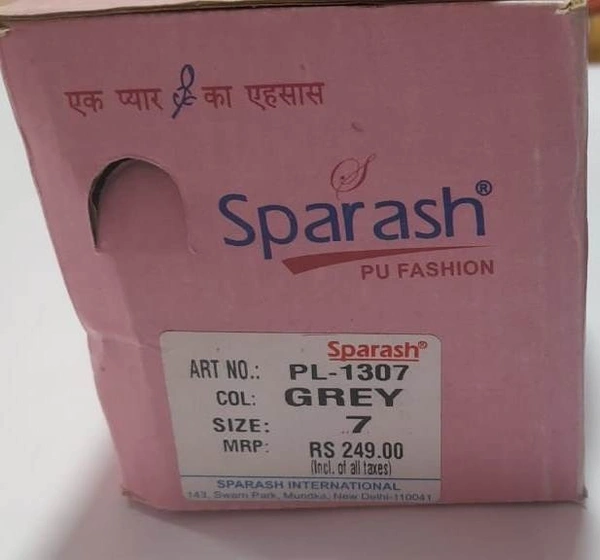 एक प्यार का एहसास
Sparash®
PU FASHION
Sparash®
ART NO.: PL-1307
COL: GREY
SIZE: 7
MRP: RS 249.00
(Incl. of all taxes)
SPARASH INTERNATIONAL
143, Swarn Park, Mundka, New Delhi-110041